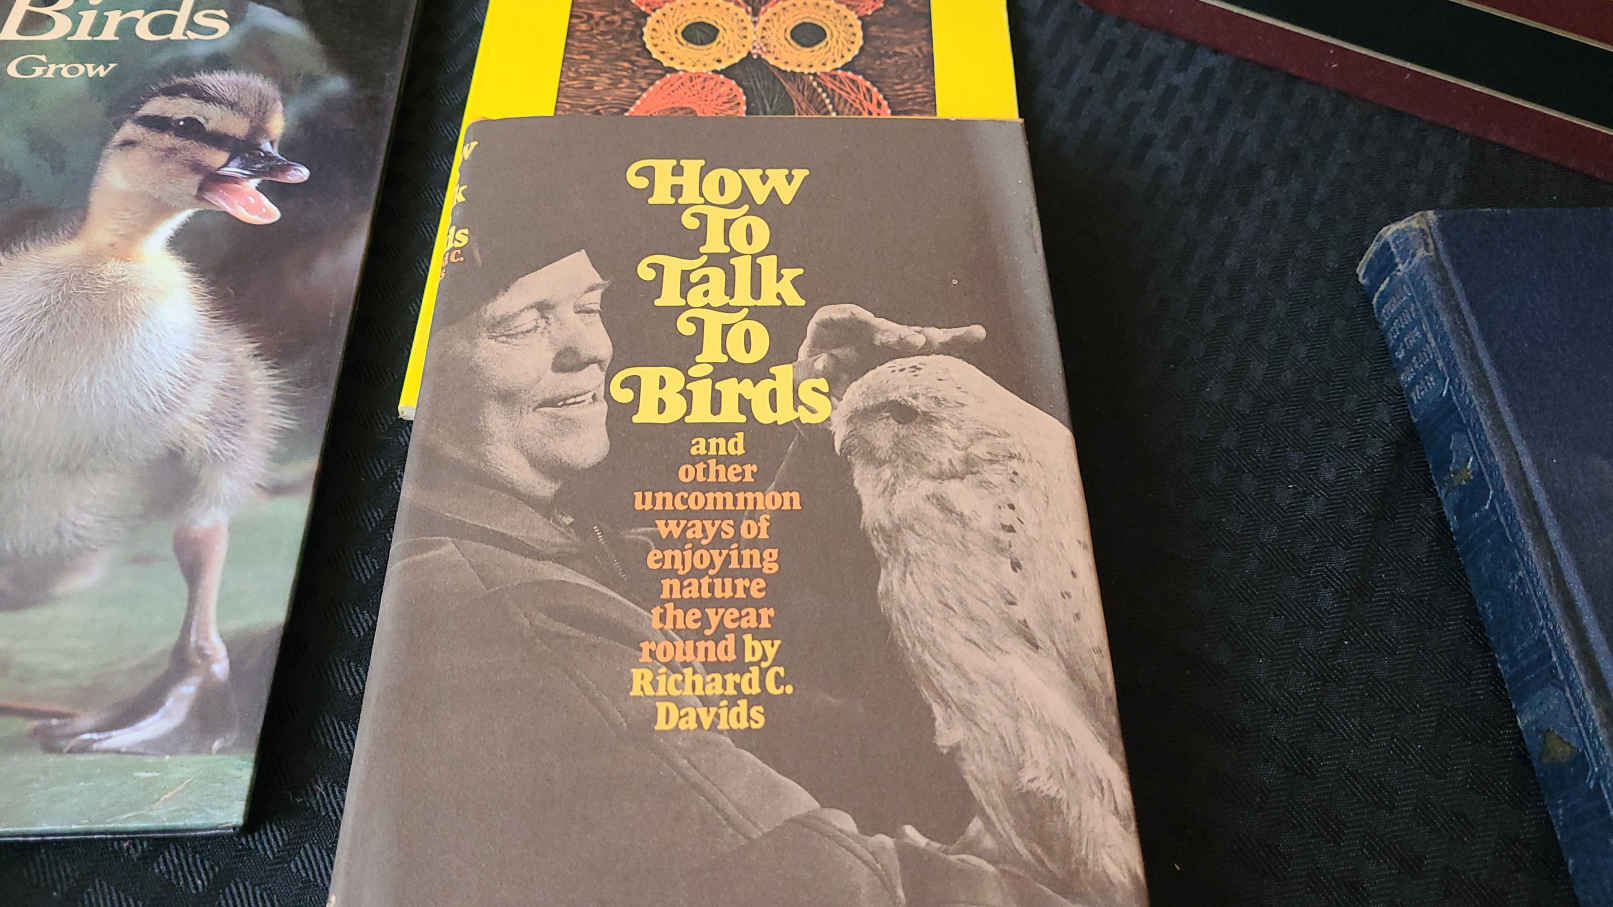 Birds
Grow
How
To
Talk
To
Birds
and
other
uncommon
ways of
enjoying
nature
the year
round by
Richard C.
Davids